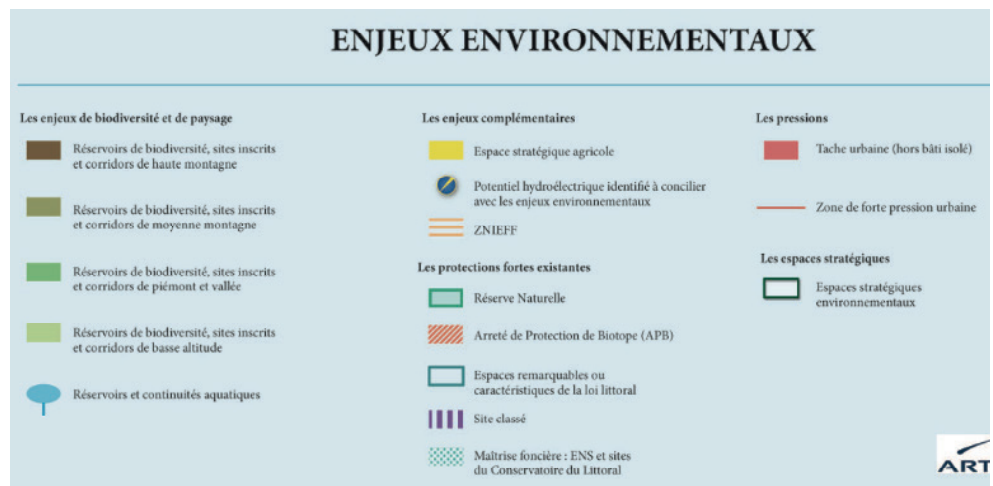 ENJEUX ENVIRONNEMENTAUX
Les enjeux de biodiversité et de paysage
Réservoirs de biodiversité, sites inscrits
et corridors de haute montagne
Réservoirs de biodiversité, sites inscrits
et corridors de moyenne montagne
Réservoirs de biodiversité, sites inscrits
et corridors de piémont et vallée
Réservoirs de biodiversité, sites inscrits
et corridors de basse altitude
Réservoirs et continuités aquatiques
Les enjeux complémentaires
Espace stratégique agricole
Potentiel hydroélectrique identifié à concilier
avec les enjeux environnementaux
ZNIEFF
Les protections fortes existantes
Réserve Naturelle
Arreté de Protection de Biotope (APB)
Espaces remarquables ou
caractéristiques de la loi littoral
Site classé
Maîtrise foncière : ENS et sites
du Conservatoire du Littoral
Les pressions
Tache urbaine (hors bâti isolé)
Zone de forte pression urbaine
Les espaces stratégiques
Espaces stratégiques
environnementaux
ART